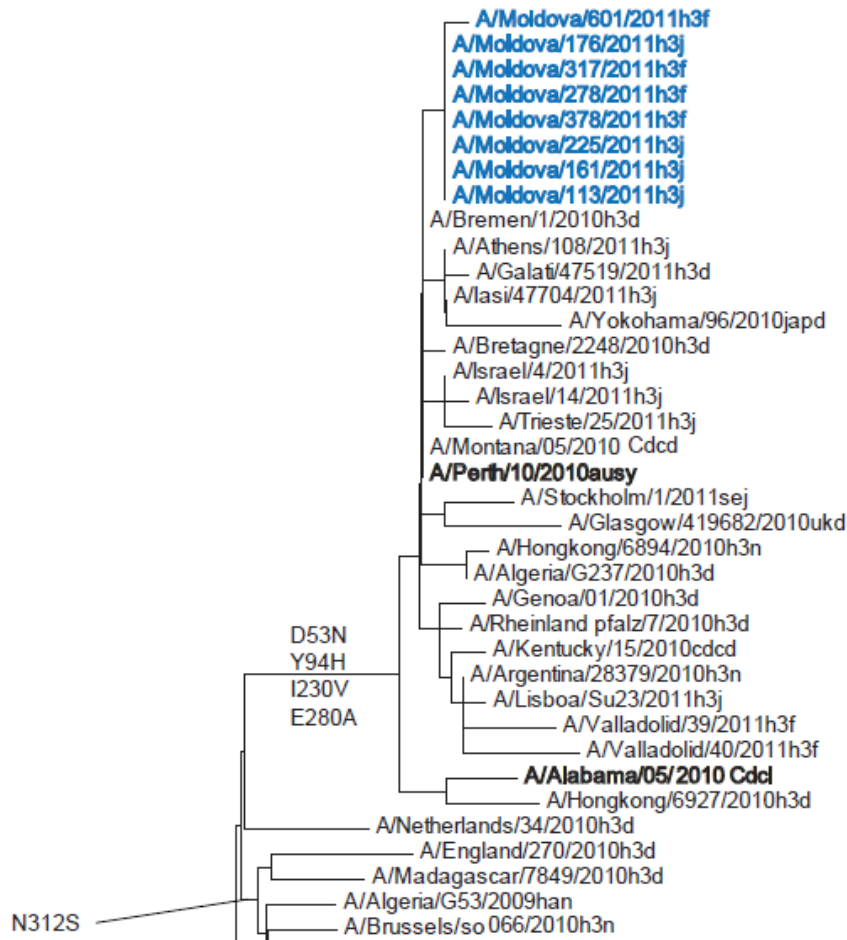 A/Moldova/601/2011h3f
A/Moldova/176/2011h3j
A/Moldova/317/2011h3f
A/Moldova/278/2011h3f
A/Moldova/378/2011h3f
A/Moldova/225/2011h3j
A/Moldova/161/2011h3j
A/Moldova/113/2011h3j
A/Bremen/1/2010h3d
A/Athens/108/2011h3j
A/Galati/47519/2011h3d
A/Iasi/47704/2011h3j
A/Yokohama/96/2010japd
A/Bretagne/2248/2010h3d
A/Israel/4/2011h3j
A/Israel/14/2011h3j
A/Trieste/25/2011h3j
A/Montana/05/2010 Cdcd
A/Perth/10/2010ausy
A/Stockholm/1/2011sej
A/Glasgow/419682/2010ukd
A/Hongkong/6894/2010h3n
A/Algeria/G237/2010h3d
A/Genoa/01/2010h3d
A/Rheinland pfalz/7/2010h3d
A/Kentucky/15/2010cdcd
A/Argentina/28379/2010h3n
A/Lisboa/Su23/2011h3j
A/Valladolid/39/2011h3f
A/Valladolid/40/2011h3f
D53N
Y94H
I230V
E280A
A/Alabama/05/ 2010 Cdcl
A/Hongkong/6927/2010h3d
A/Netherlands/34/2010h3d
A/England/270/2010h3d
A/Madagascar/7849/2010h3d
A/Algeria/G53/2009han
A/Brussels/so 066/2010h3n
N312S